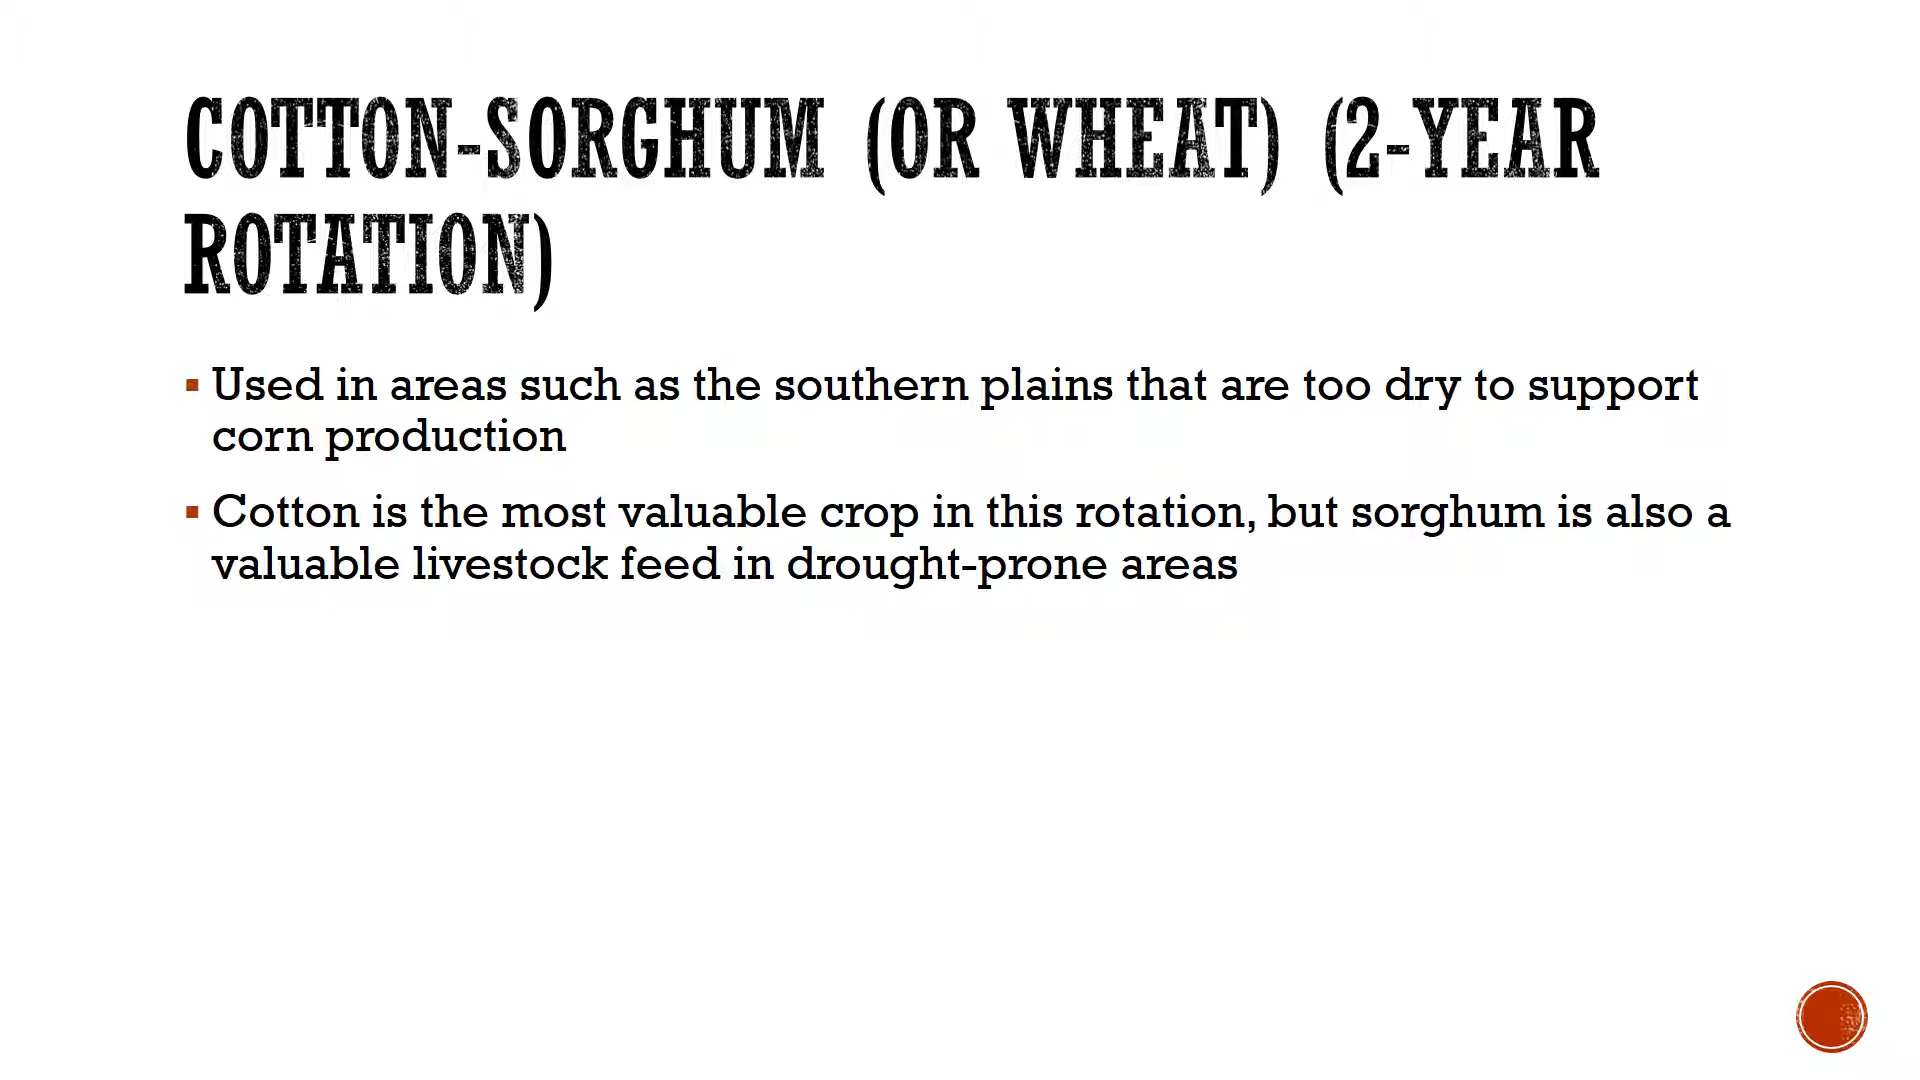 COTTON-SORGHUM (OR WHEAT) (2-YEAR
ROTATION)
▪ Used in areas such as the southern plains that are too dry to support
corn production
▪ Cotton is the most valuable crop in this rotation, but sorghum is also a
valuable livestock feed in drought-prone areas